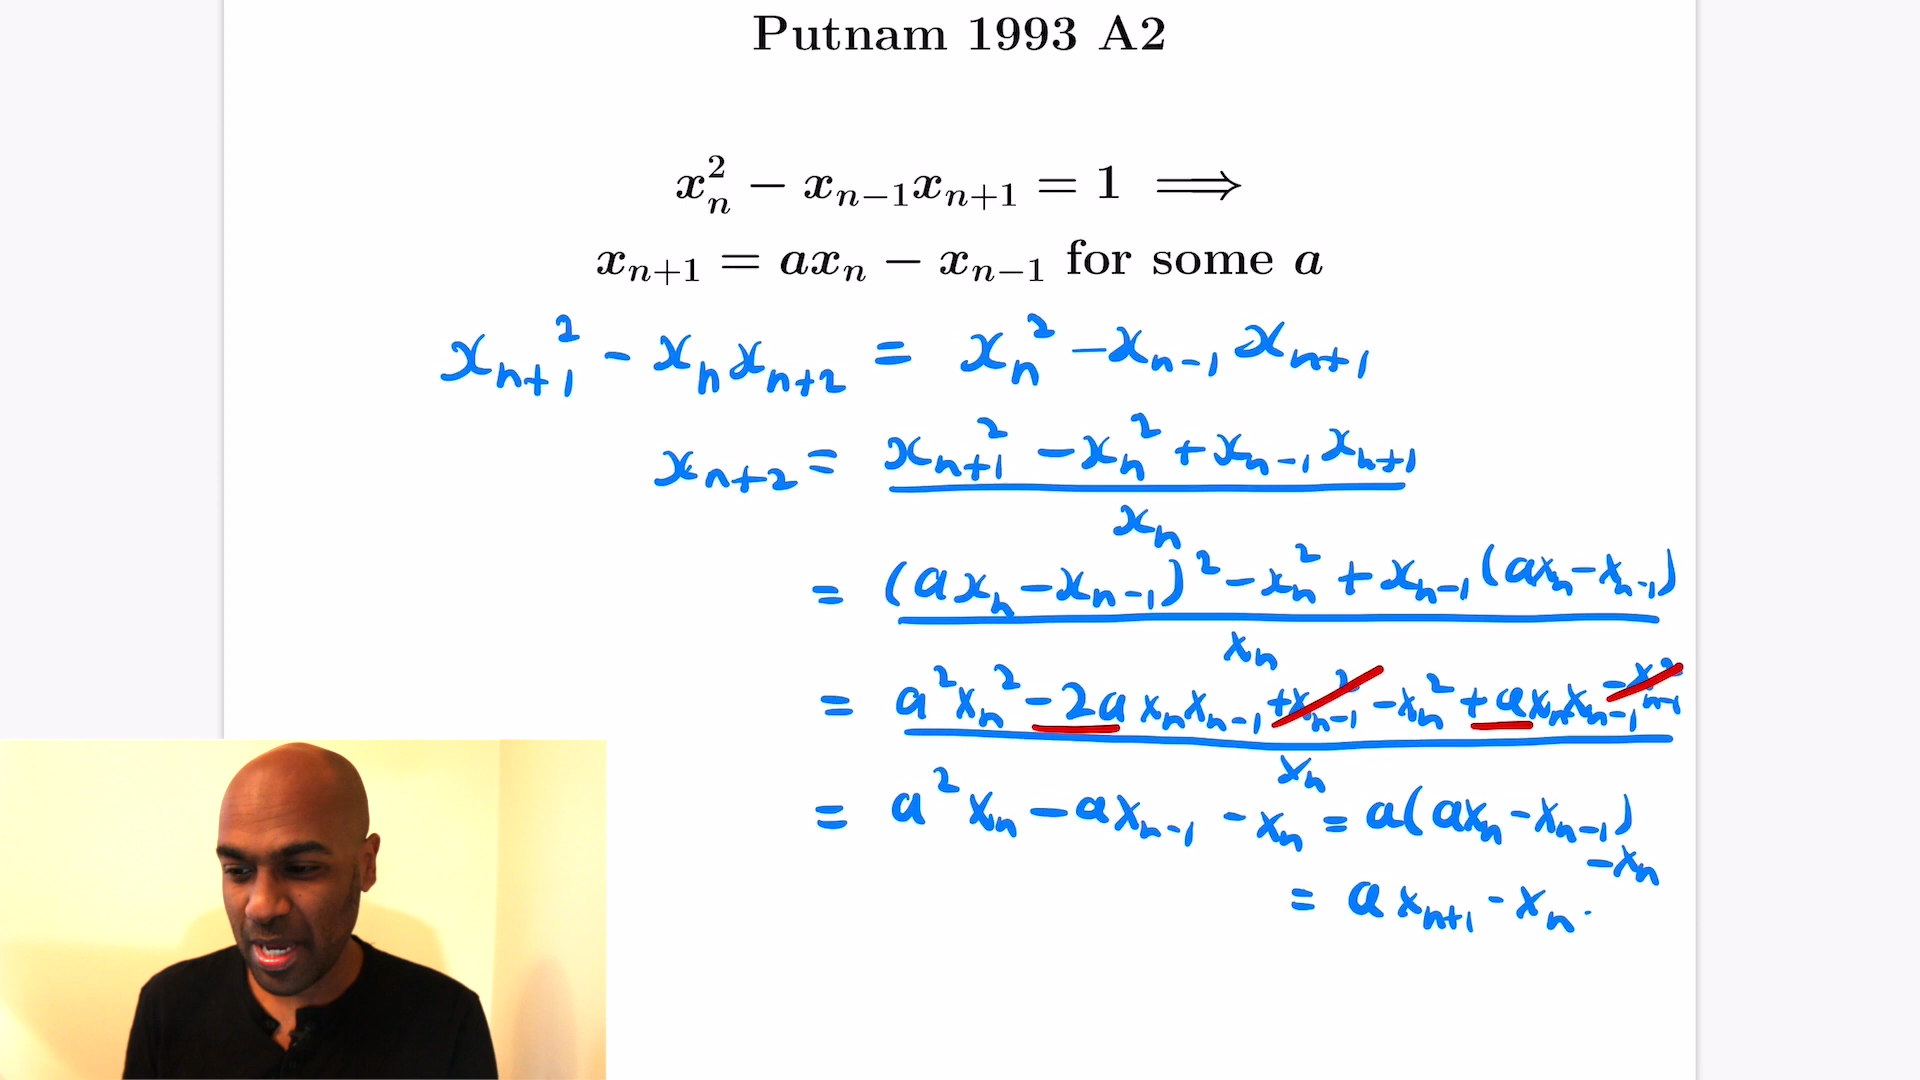 Putnam 1993 A2
x_n^2 − x_{n−1}x_{n+1} = 1 ⟹
x_{n+1} = ax_n − x_{n−1} for some a
x_{n+1}^2 − x_n x_{n+2} = x_n^2 − x_{n−1} x_{n+1}
x_{n+2} = (x_{n+1}^2 − x_n^2 + x_{n−1} x_{n+1}) / x_n
= ((ax_n − x_{n−1})^2 − x_n^2 + x_{n−1}(ax_n − x_{n−1})) / x_n
= (a^2 x_n^2 − 2a x_n x_{n−1} + x_{n−1}^2 − x_n^2 + a x_n x_{n−1} − x_{n−1}^2) / x_n
= a^2 x_n − a x_{n−1} − x_n = a(ax_n − x_{n−1}) − x_n
= a x_{n+1} − x_n .